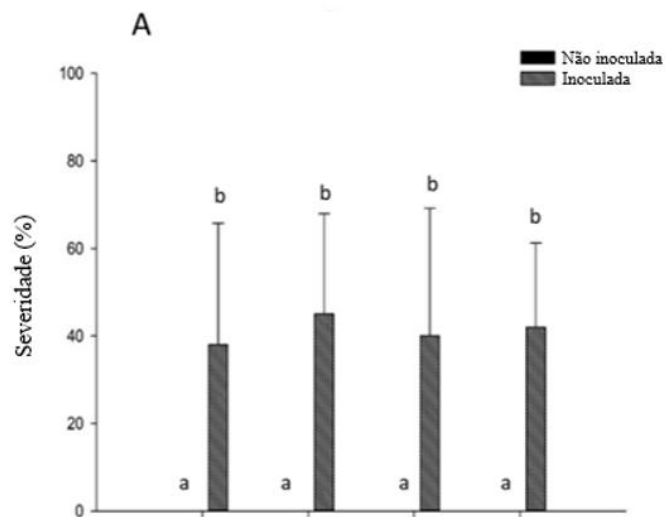 A
Não inoculada
Inoculada
Severidade (%)
100
80
60
40
20
0
b b b b
a a a a